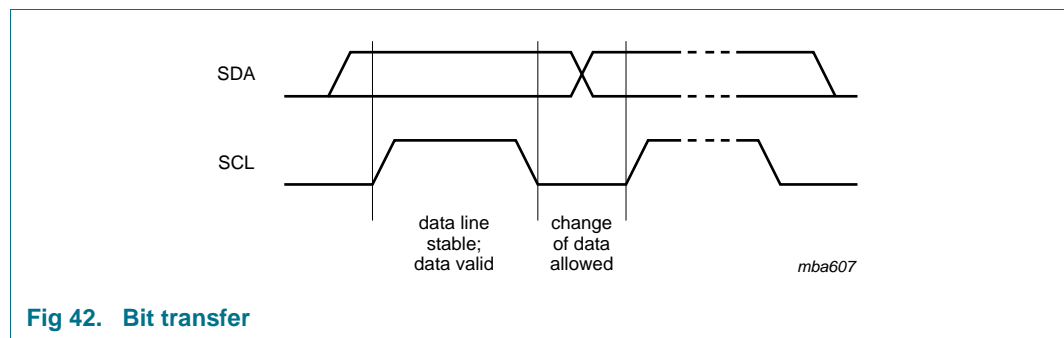 SDA
SCL
data line
stable;
data valid
change
of data
allowed
mba607
Fig 42. Bit transfer